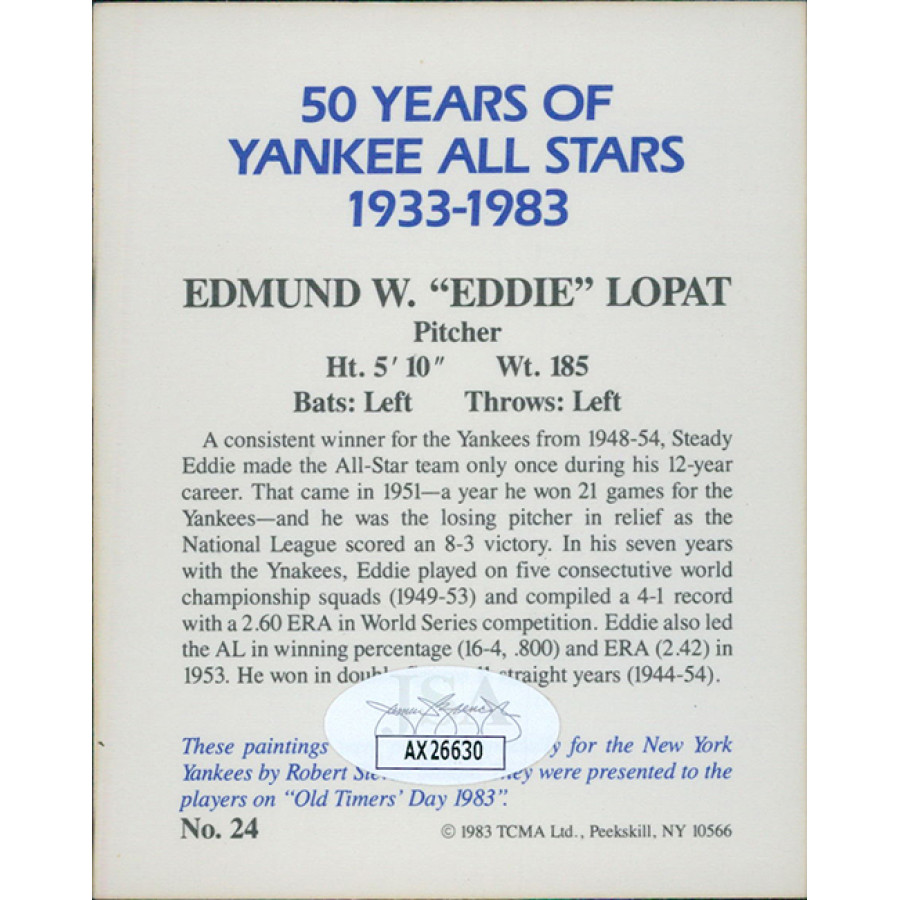 50 YEARS OF
YANKEE ALL STARS
1933-1983
EDMUND W. “EDDIE” LOPAT
Pitcher
Ht. 5′ 10″ Wt. 185
Bats: Left Throws: Left
A consistent winner for the Yankees from 1948-54, Steady
Eddie made the All-Star team only once during his 12-year
career. That came in 1951—a year he won 21 games for the
Yankees—and he was the losing pitcher in relief as the
National League scored an 8-3 victory. In his seven years
with the Ynakees, Eddie played on five consectutive world
championship squads (1949-53) and compiled a 4-1 record
with a 2.60 ERA in World Series competition. Eddie also led
the AL in winning percentage (16-4, .800) and ERA (2.42) in
1953. He won in straight years (1944-54).
JSA
AX26630
These paintings for the New York
Yankees by Robert were presented to the
players on “Old Timers’ Day 1983”.
No. 24 © 1983 TCMA Ltd., Peekskill, NY 10566